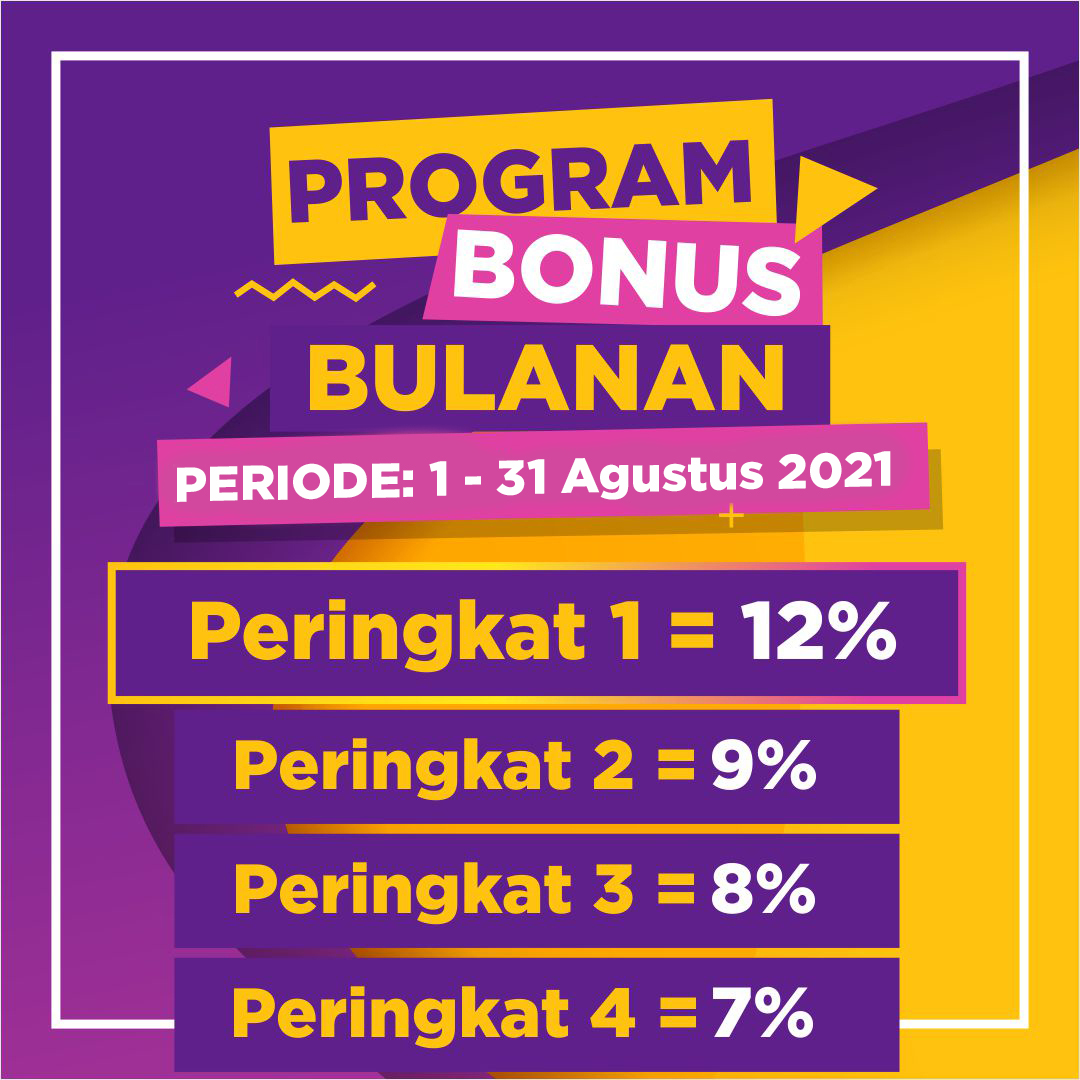 PROGRAM
BONUS
BULANAN
PERIODE: 1 - 31 Agustus 2021
Peringkat 1 = 12%
Peringkat 2 = 9%
Peringkat 3 = 8%
Peringkat 4 = 7%